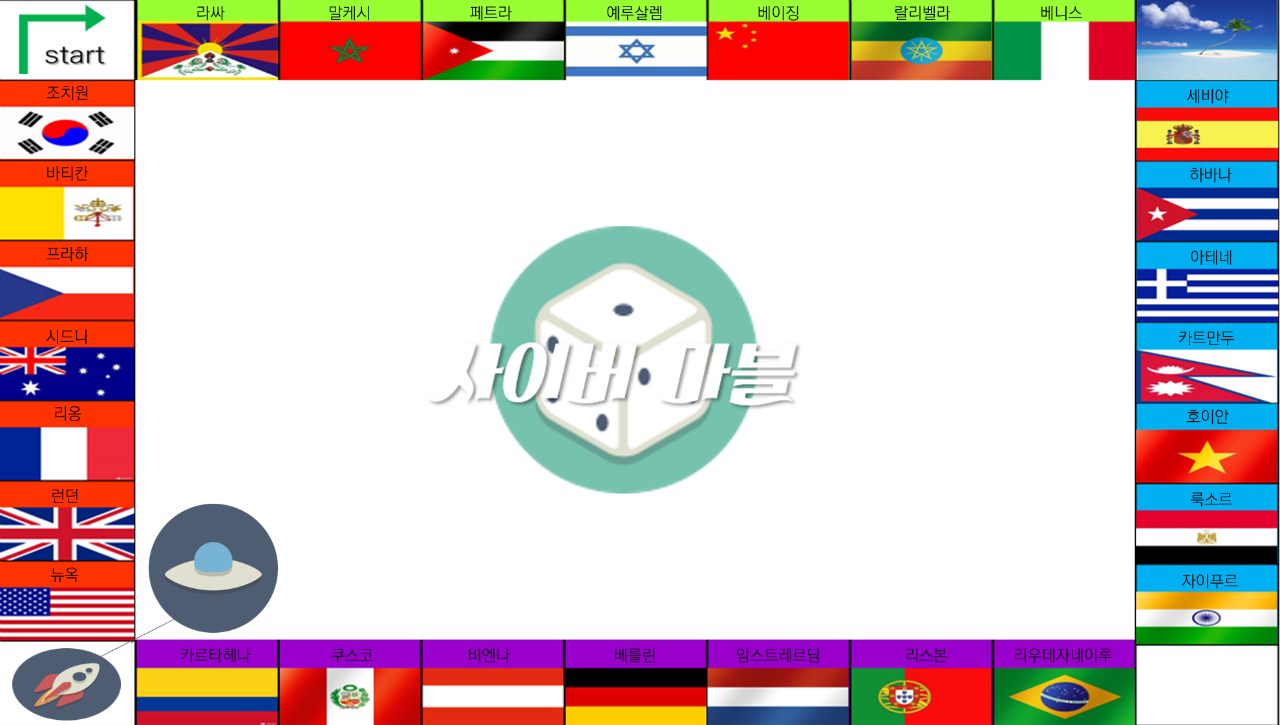 start
라싸
말케시
페트라
예루살렘
베이징
랄리벨라
베니스
조치원
바티칸
프라하
시드니
리옹
런던
뉴욕
세비야
하바나
아테네
카트만두
호이안
룩소르
자이푸르
사이버 마블
카르타헤나
쿠스코
비엔나
베를린
암스트레르담
리스본
리우데자네이루